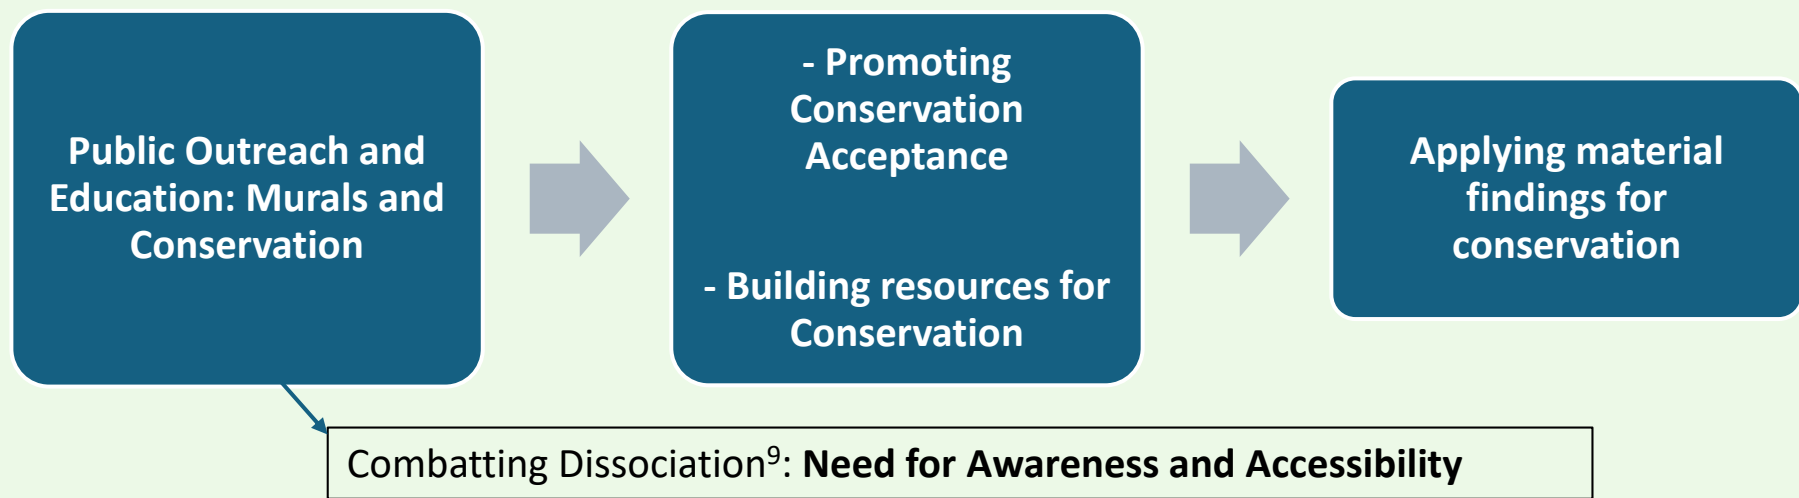 Public Outreach and
Education: Murals and
Conservation
- Promoting
Conservation
Acceptance
- Building resources for
Conservation
Applying material
findings for
conservation
Combatting Dissociation⁹: Need for Awareness and Accessibility